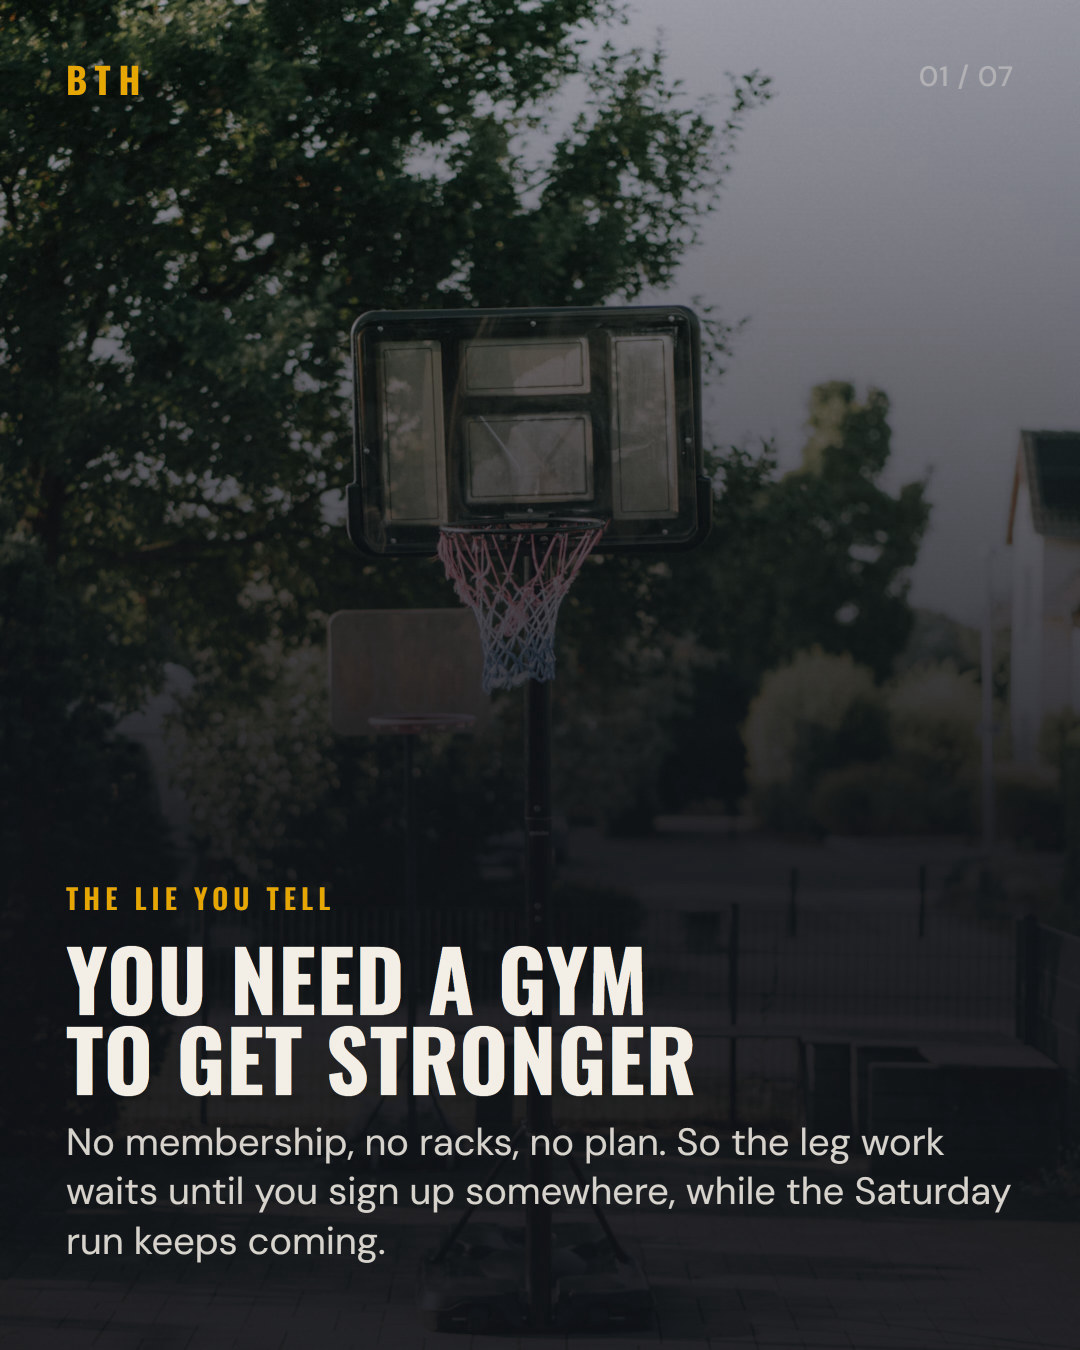 BTH
01 / 07
THE LIE YOU TELL
YOU NEED A GYM
TO GET STRONGER
No membership, no racks, no plan. So the leg work
waits until you sign up somewhere, while the Saturday
run keeps coming.